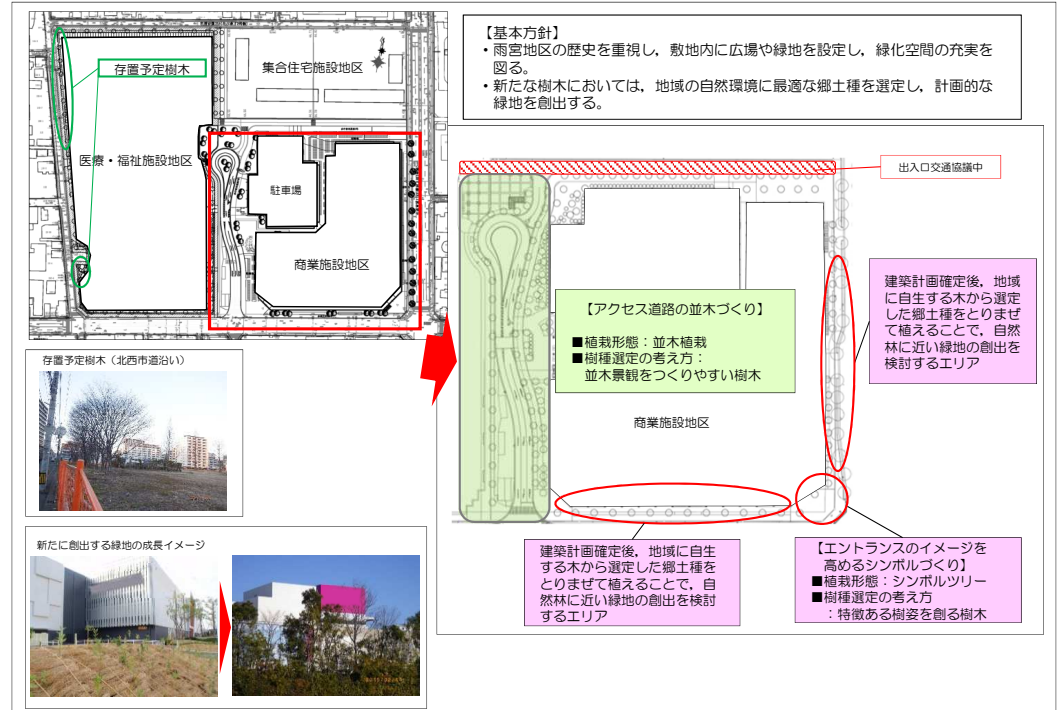 【基本方針】
・雨宮地区の歴史を重視し，敷地内に広場や緑地を設定し，緑化空間の充実を
図る。
・新たな樹木においては，地域の自然環境に最適な郷土種を選定し，計画的な
緑地を創出する。
存置予定樹木
集合住宅施設地区
医療・福祉施設地区
駐車場
商業施設地区
出入口交通協議中
【アクセス道路の並木づくり】
■植栽形態：並木植栽
■樹種選定の考え方：
並木景観をつくりやすい樹木
商業施設地区
建築計画確定後，地域
に自生する木から選定
した郷土種をとりまぜ
て植えることで，自然
林に近い緑地の創出を
検討するエリア
建築計画確定後，地域に自生
する木から選定した郷土種を
とりまぜて植えることで，自
然林に近い緑地の創出を検討
するエリア
【エントランスのイメージを
高めるシンボルづくり】
■植栽形態：シンボルツリー
■樹種選定の考え方
：特徴ある樹姿を創る樹木
存置予定樹木（北西市道沿い）
新たに創出する緑地の成長イメージ